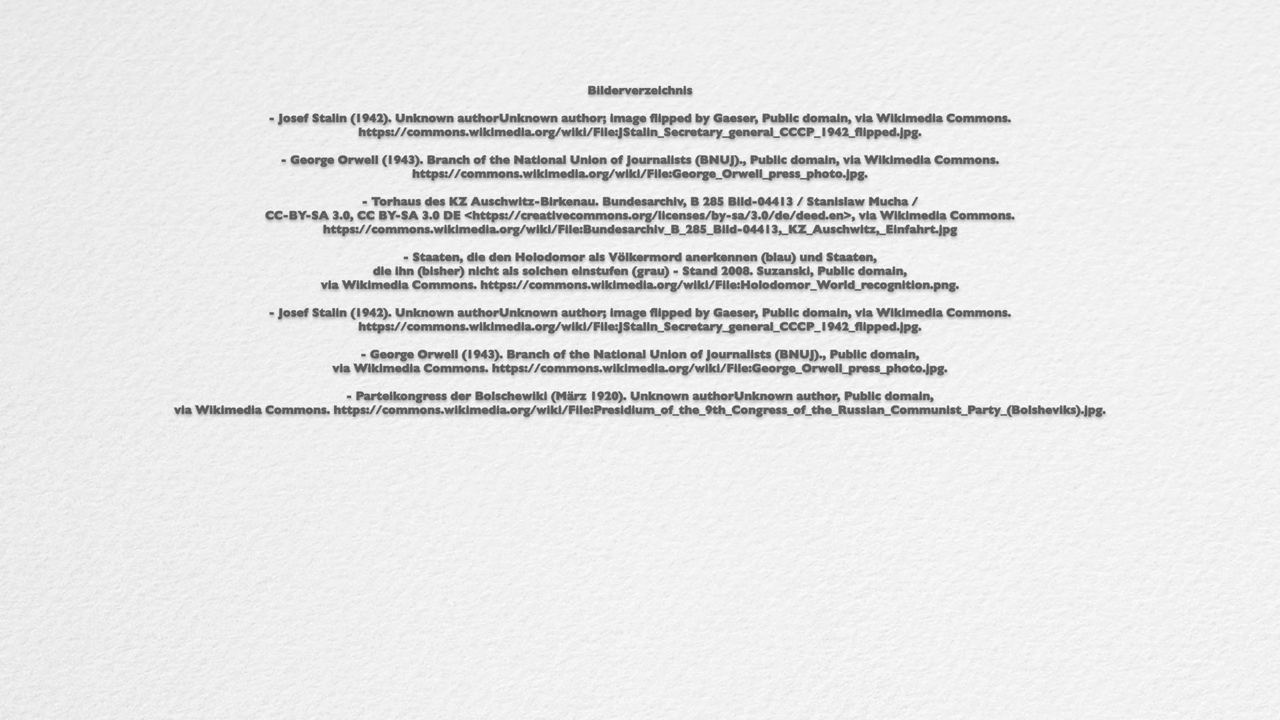 Bilderverzeichnis
- Josef Stalin (1942). Unknown authorUnknown author; image flipped by Gaeser, Public domain, via Wikimedia Commons.
https://commons.wikimedia.org/wiki/File:JStalin_Secretary_general_CCCP_1942_flipped.jpg.
- George Orwell (1943). Branch of the National Union of Journalists (BNUJ)., Public domain, via Wikimedia Commons.
https://commons.wikimedia.org/wiki/File:George_Orwell_press_photo.jpg.
- Torhaus des KZ Auschwitz-Birkenau. Bundesarchiv, B 285 Bild-04413 / Stanislaw Mucha /
CC-BY-SA 3.0, CC BY-SA 3.0 DE <https://creativecommons.org/licenses/by-sa/3.0/de/deed.en>, via Wikimedia Commons.
https://commons.wikimedia.org/wiki/File:Bundesarchiv_B_285_Bild-04413,_KZ_Auschwitz,_Einfahrt.jpg
- Staaten, die den Holodomor als Völkermord anerkennen (blau) und Staaten,
die ihn (bisher) nicht als solchen einstufen (grau) - Stand 2008. Suzanski, Public domain,
via Wikimedia Commons. https://commons.wikimedia.org/wiki/File:Holodomor_World_recognition.png.
- Josef Stalin (1942). Unknown authorUnknown author; image flipped by Gaeser, Public domain, via Wikimedia Commons.
https://commons.wikimedia.org/wiki/File:JStalin_Secretary_general_CCCP_1942_flipped.jpg.
- George Orwell (1943). Branch of the National Union of Journalists (BNUJ)., Public domain,
via Wikimedia Commons. https://commons.wikimedia.org/wiki/File:George_Orwell_press_photo.jpg.
- Parteikongress der Bolschewiki (März 1920). Unknown authorUnknown author, Public domain,
via Wikimedia Commons. https://commons.wikimedia.org/wiki/File:Presidium_of_the_9th_Congress_of_the_Russian_Communist_Party_(Bolsheviks).jpg.